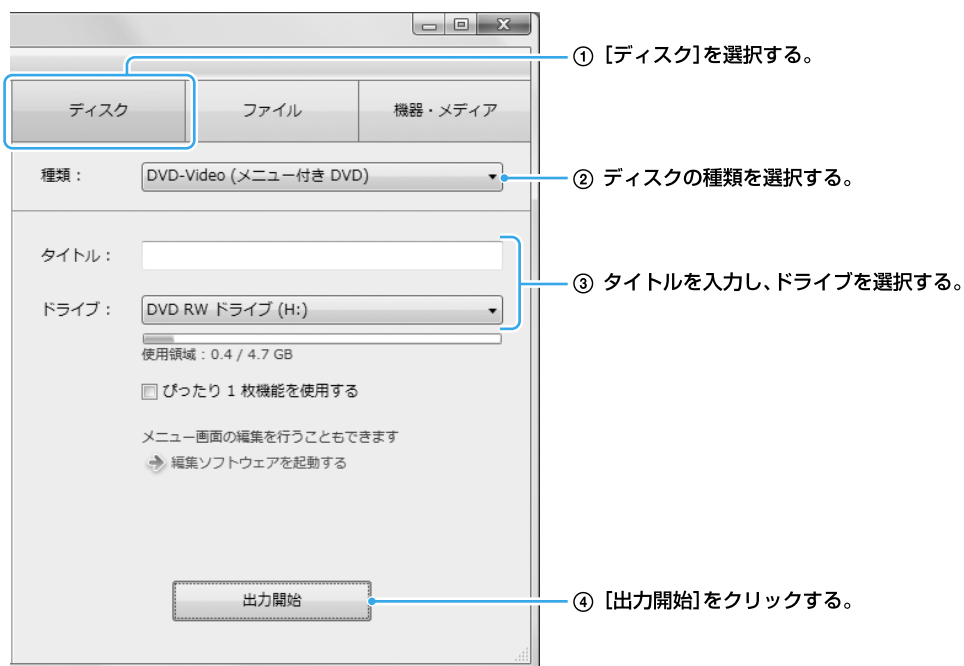 ① [ディスク]を選択する。
ディスク
ファイル
機器・メディア
種類：
DVD-Video (メニュー付き DVD)
② ディスクの種類を選択する。
タイトル：
③ タイトルを入力し、ドライブを選択する。
ドライブ：
DVD RW ドライブ (H:)
使用領域：0.4 / 4.7 GB
ぴったり 1 枚機能を使用する
メニュー画面の編集を行うこともできます
編集ソフトウェアを起動する
出力開始
④ [出力開始]をクリックする。